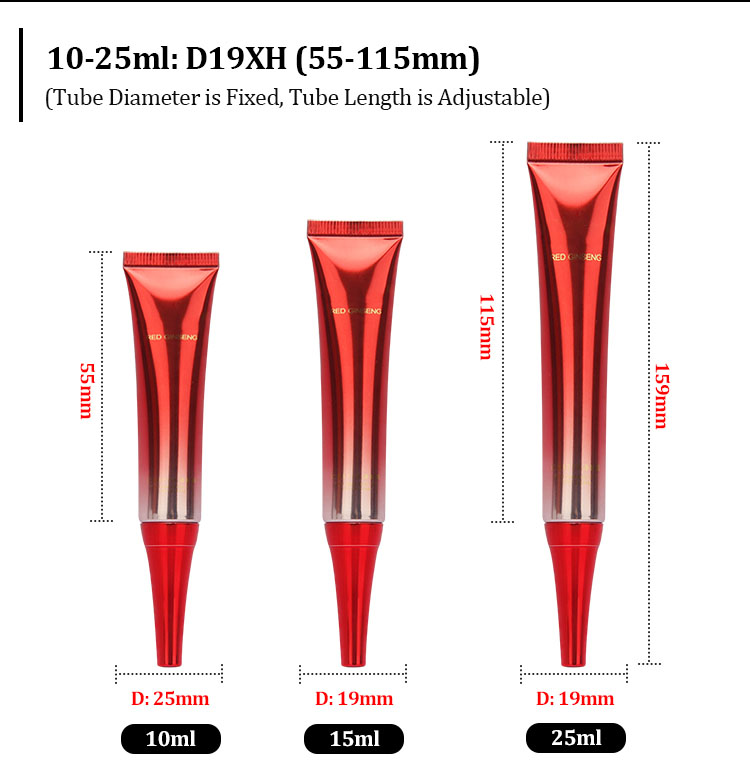 10-25ml: D19XH (55-115mm)
(Tube Diameter is Fixed, Tube Length is Adjustable)
RED GINSENG
RED GINSENG
RED GINSENG
55mm
115mm
159mm
D: 25mm
D: 19mm
D: 19mm
10ml
15ml
25ml